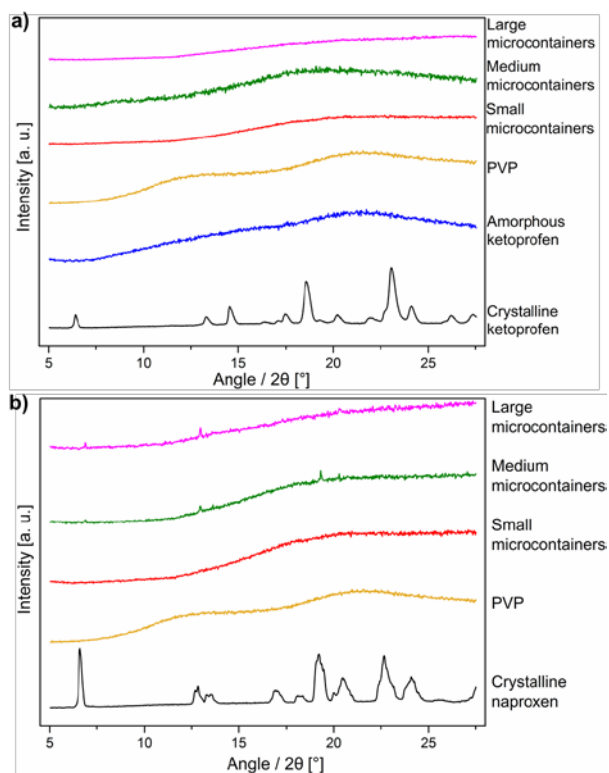 a)
Large
microcontainers
Medium
microcontainers
Small
microcontainers
PVP
Amorphous
ketoprofen
Crystalline
ketoprofen
Intensity [a. u.]
5 10 15 20 25
Angle / 2θ [°]
b)
Large
microcontainers
Medium
microcontainers
Small
microcontainers
PVP
Crystalline
naproxen
Intensity [a. u.]
5 10 15 20 25
Angle / 2θ [°]